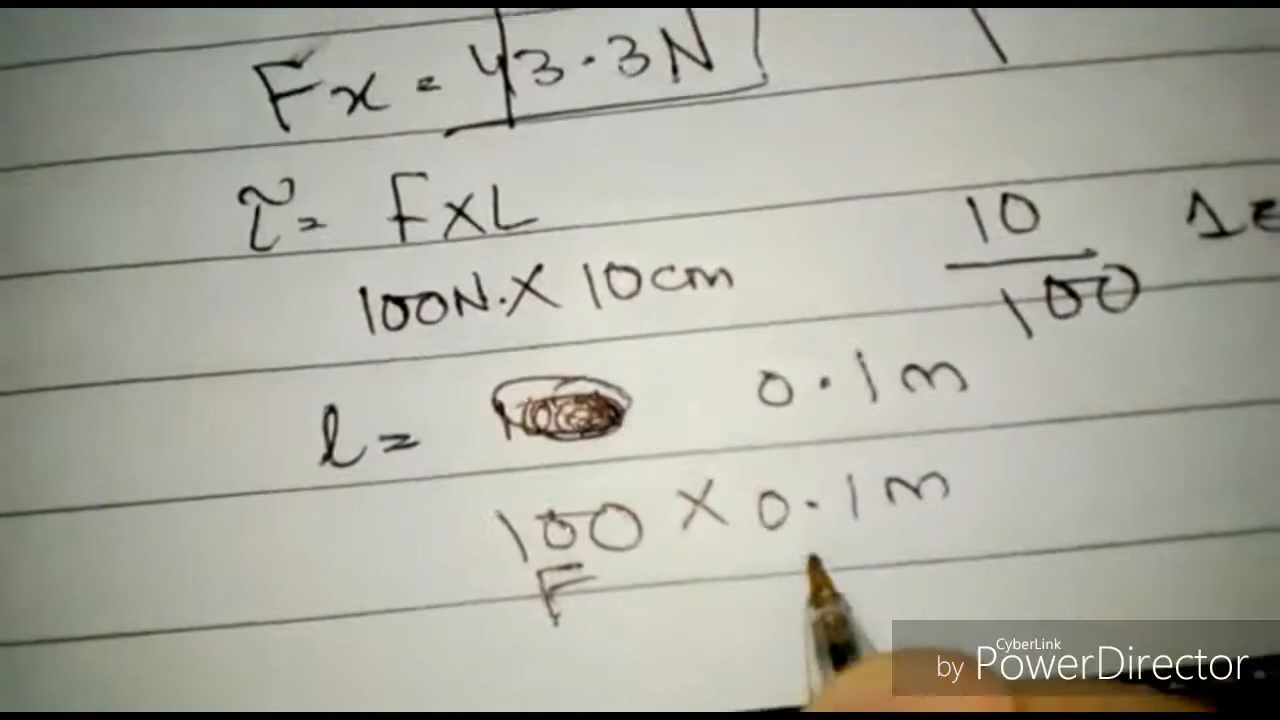 Fx = 43.3N
τ = F×L
100N.× 10cm
10
100
l =
0.1m
100 × 0.1m
F
CyberLink
by PowerDirector